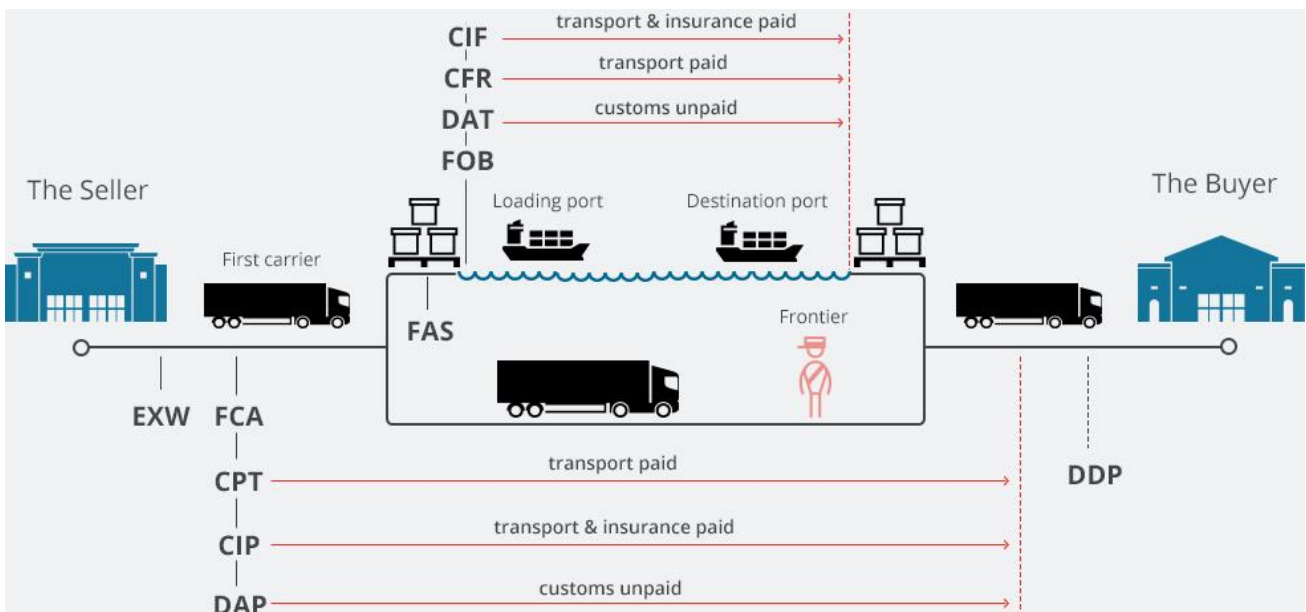 transport & insurance paid
CIF
transport paid
CFR
customs unpaid
DAT
FOB
The Seller
The Buyer
Loading port
Destination port
First carrier
FAS
Frontier
EXW
FCA
transport paid
CPT
DDP
transport & insurance paid
CIP
customs unpaid
DAP